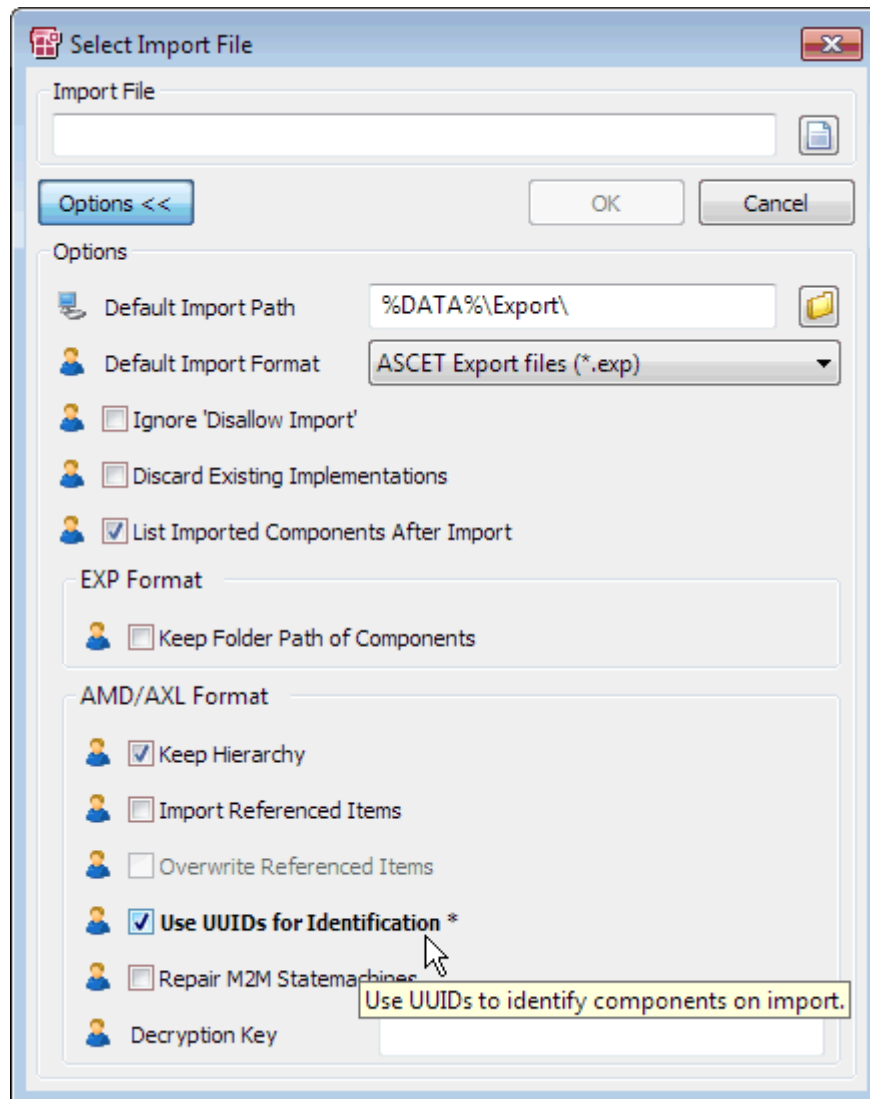 Select Import File
Import File
Options <<
OK
Cancel
Options
Default Import Path
%DATA%\Export\
Default Import Format
ASCET Export files (*.exp)
Ignore 'Disallow Import'
Discard Existing Implementations
List Imported Components After Import
EXP Format
Keep Folder Path of Components
AMD/AXL Format
Keep Hierarchy
Import Referenced Items
Overwrite Referenced Items
Use UUIDs for Identification *
Repair M2M Statemachines
Use UUIDs to identify components on import.
Decryption Key